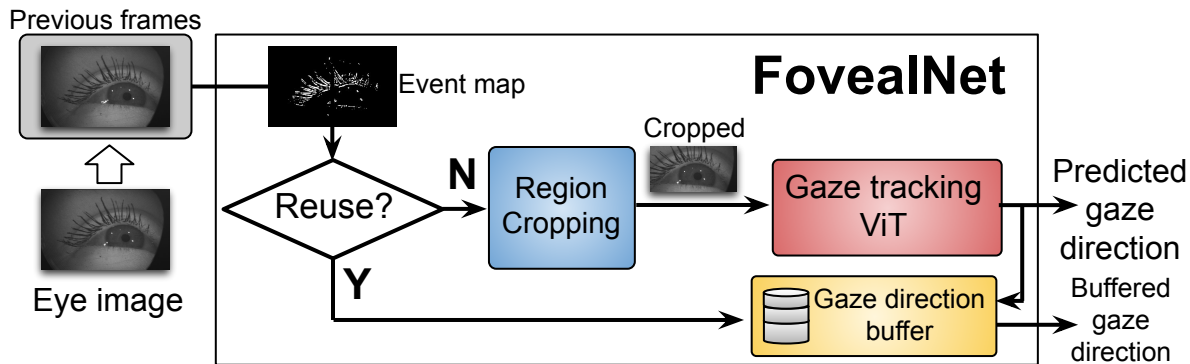 Previous frames
Eye image
Event map
FovealNet
Reuse?
N
Y
Region
Cropping
Cropped
Gaze tracking
ViT
Gaze direction
buffer
Predicted
gaze
direction
Buffered
gaze
direction